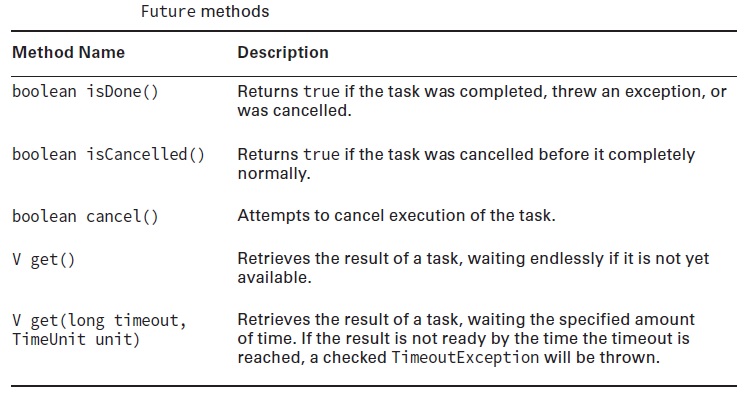 Future methods
Method Name Description
boolean isDone() Returns true if the task was completed, threw an exception, or
was cancelled.
boolean isCancelled() Returns true if the task was cancelled before it completely
normally.
boolean cancel() Attempts to cancel execution of the task.
V get() Retrieves the result of a task, waiting endlessly if it is not yet
available.
V get(long timeout, Retrieves the result of a task, waiting the specified amount
TimeUnit unit) of time. If the result is not ready by the time the timeout is
reached, a checked TimeoutException will be thrown.